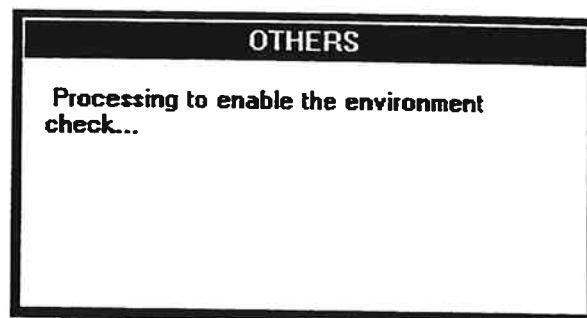 OTHERS
Processing to enable the environment
check...